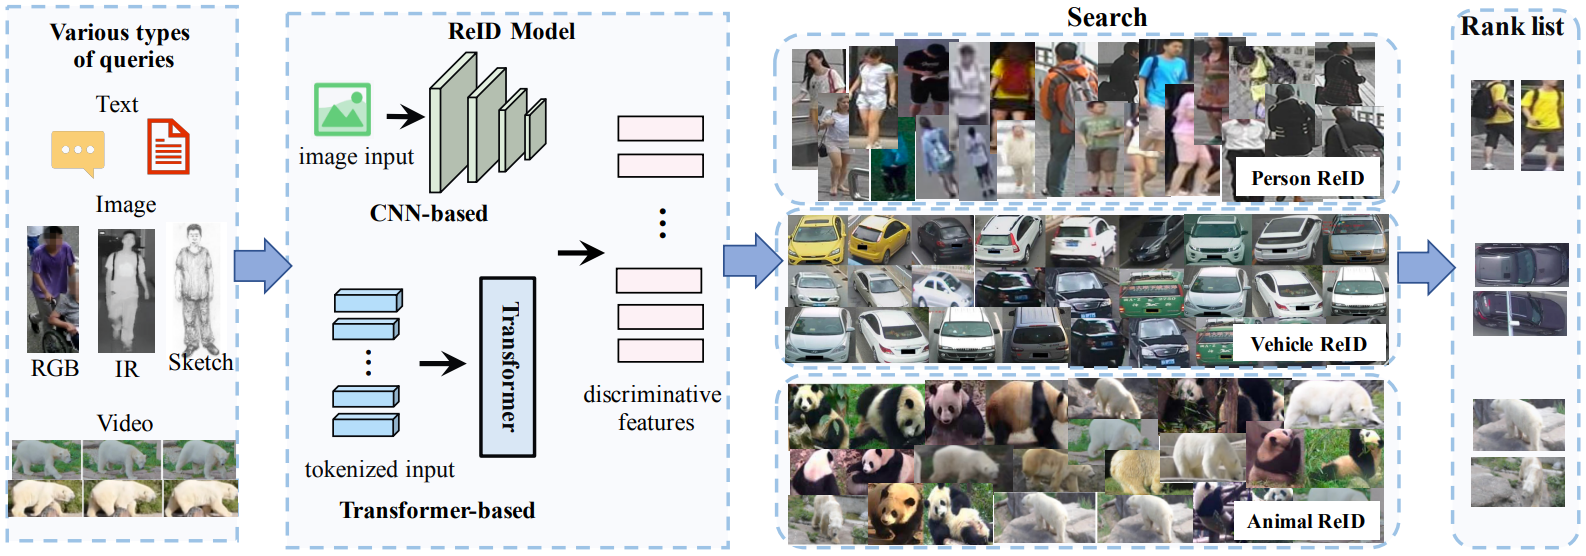 Various types
of queries
Text
Image
RGB
IR
Sketch
Video
ReID Model
image input
CNN-based
Transformer
tokenized input
Transformer-based
discriminative
features
Search
Person ReID
Vehicle ReID
Animal ReID
Rank list